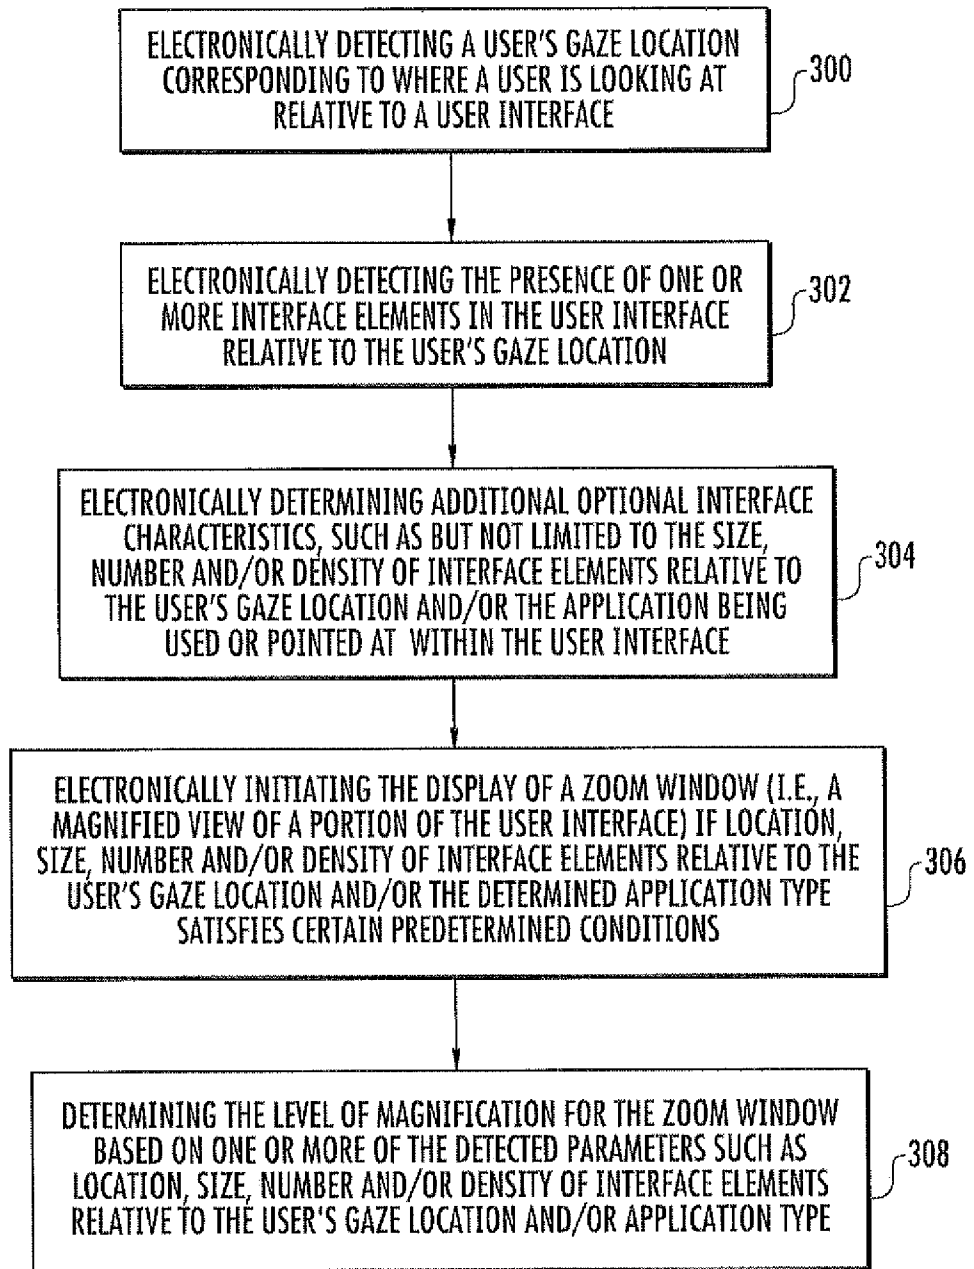 ELECTRONICALLY DETECTING A USER'S GAZE LOCATION
CORRESPONDING TO WHERE A USER IS LOOKING AT
RELATIVE TO A USER INTERFACE
300
ELECTRONICALLY DETECTING THE PRESENCE OF ONE OR
MORE INTERFACE ELEMENTS IN THE USER INTERFACE
RELATIVE TO THE USER'S GAZE LOCATION
302
ELECTRONICALLY DETERMINING ADDITIONAL OPTIONAL INTERFACE
CHARACTERISTICS, SUCH AS BUT NOT LIMITED TO THE SIZE,
NUMBER AND/OR DENSITY OF INTERFACE ELEMENTS RELATIVE TO
THE USER'S GAZE LOCATION AND/OR THE APPLICATION BEING
USED OR POINTED AT WITHIN THE USER INTERFACE
304
ELECTRONICALLY INITIATING THE DISPLAY OF A ZOOM WINDOW (I.E., A
MAGNIFIED VIEW OF A PORTION OF THE USER INTERFACE) IF LOCATION,
SIZE, NUMBER AND/OR DENSITY OF INTERFACE ELEMENTS RELATIVE TO THE
USER'S GAZE LOCATION AND/OR THE DETERMINED APPLICATION TYPE
SATISFIES CERTAIN PREDETERMINED CONDITIONS
306
DETERMINING THE LEVEL OF MAGNIFICATION FOR THE ZOOM WINDOW
BASED ON ONE OR MORE OF THE DETECTED PARAMETERS SUCH AS
LOCATION, SIZE, NUMBER AND/OR DENSITY OF INTERFACE ELEMENTS
RELATIVE TO THE USER'S GAZE LOCATION AND/OR APPLICATION TYPE
308